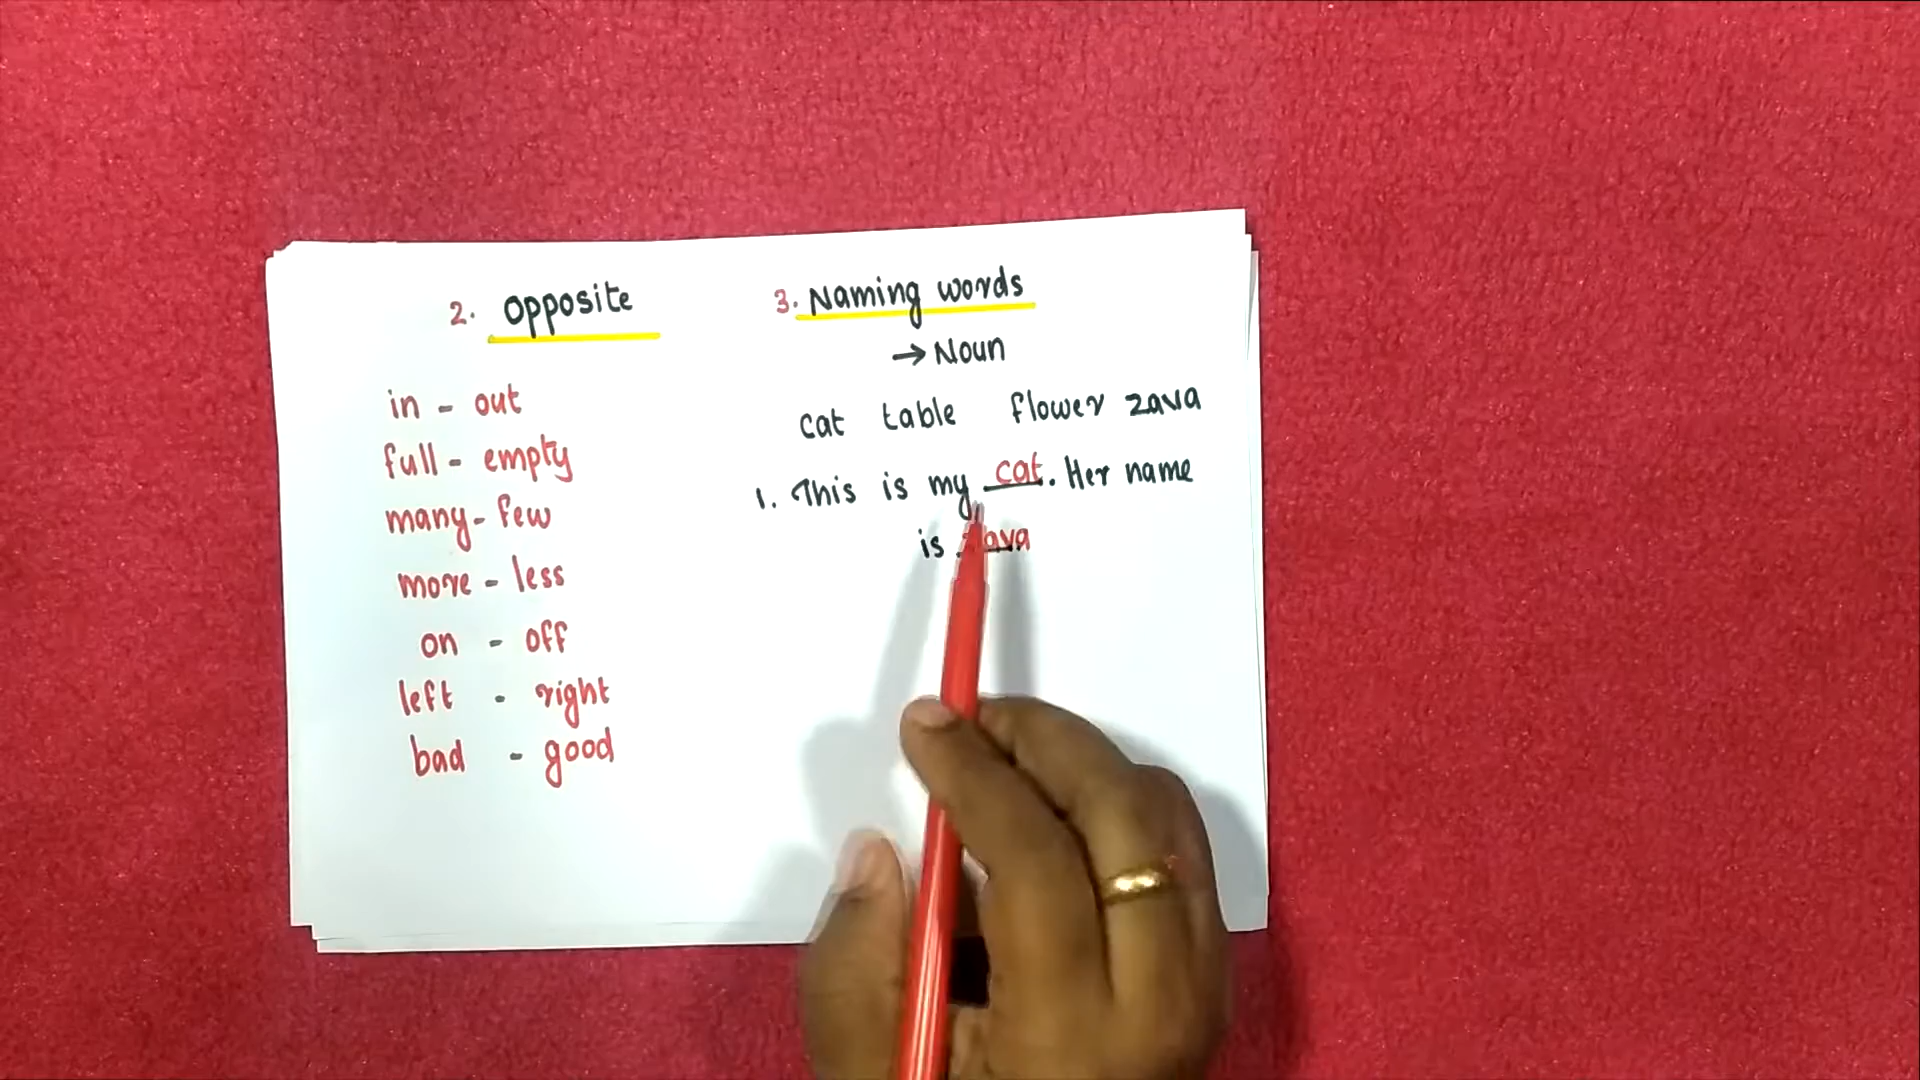 2. opposite
in - out
full - empty
many - few
more - less
on - off
left - right
bad - good
3. Naming words
→ Noun
cat table flower zava
1. This is my cat. Her name
is zava